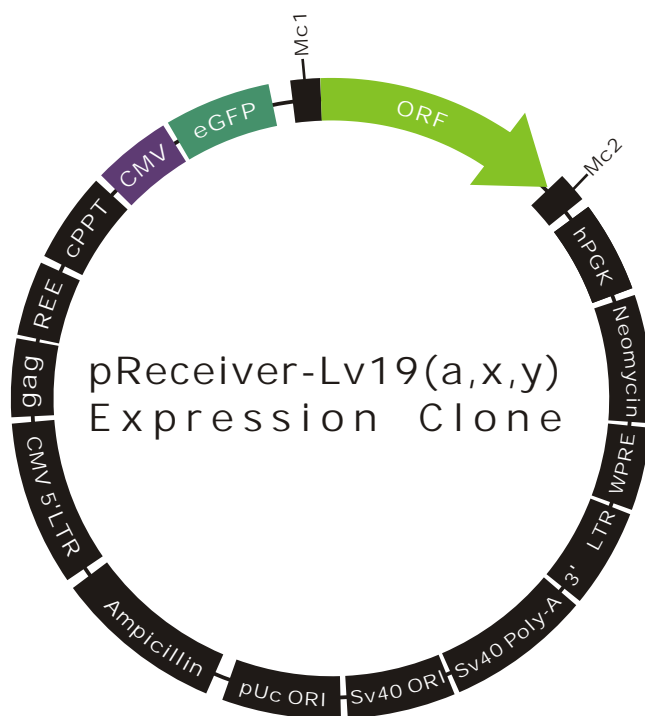 Mc1
ORF
Mc2
hPGK
Neomycin
WPRE
3' LTR
Sv40 Poly-A
Sv40 ORI
pUc ORI
Ampicillin
CMV 5'LTR
gag
REE
cPPT
CMV
eGFP
pReceiver-Lv19(a,x,y)
Expression Clone